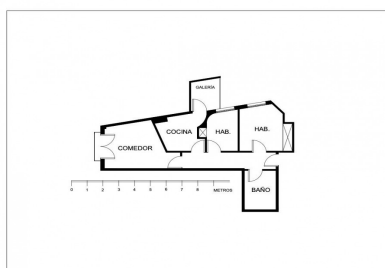 GALERÍA
COCINA
HAB.
HAB.
COMEDOR
0 1 2 3 4 5 6 7 8 METROS
BAÑO